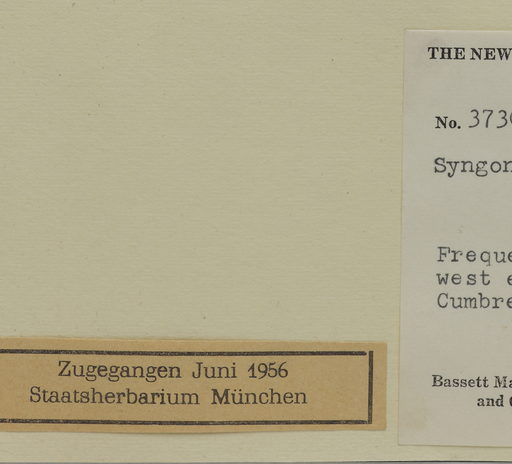 Zugegangen Juni 1956
Staatsherbarium München
THE NEW
No. 373
Syngon
Freque
west e
Cumbre
Bassett Ma
and